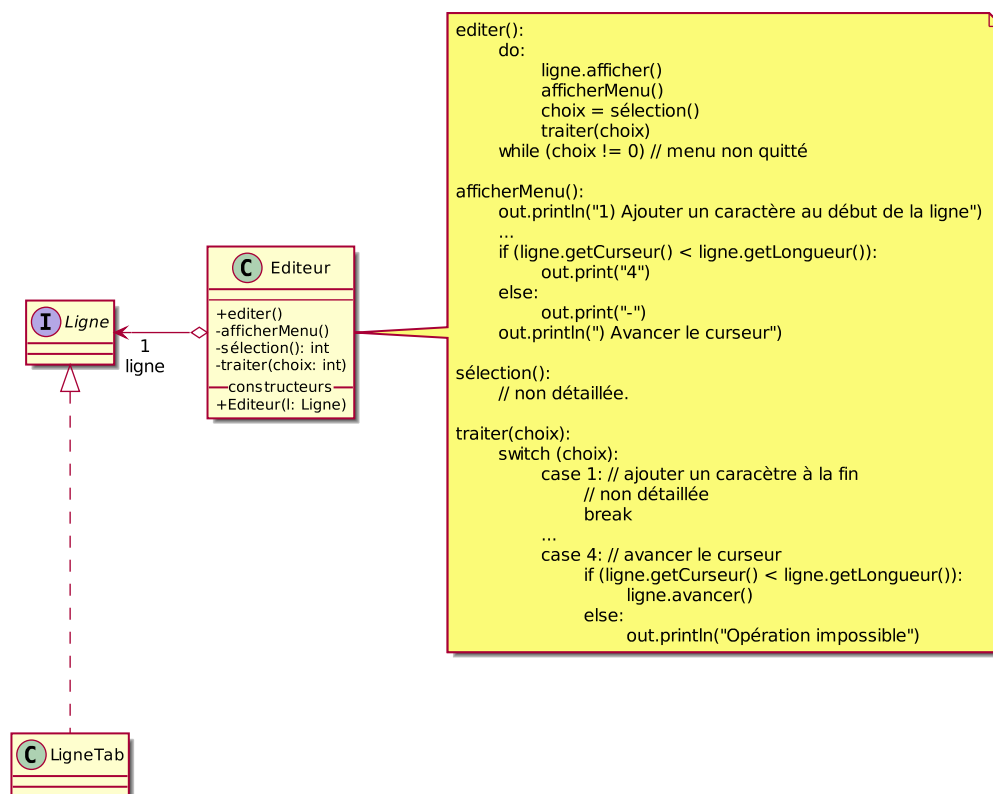 I Ligne
1
ligne
C Editeur
+editer()
-afficherMenu()
-sélection(): int
-traiter(choix: int)
constructeurs
+Editeur(l: Ligne)
editer():
do:
ligne.afficher()
afficherMenu()
choix = sélection()
traiter(choix)
while (choix != 0) // menu non quitté
afficherMenu():
out.println("1) Ajouter un caractère au début de la ligne")
...
if (ligne.getCurseur() < ligne.getLongueur()):
out.print("4")
else:
out.print("-")
out.println(") Avancer le curseur")
sélection():
// non détaillée.
traiter(choix):
switch (choix):
case 1: // ajouter un caracètre à la fin
// non détaillée
break
...
case 4: // avancer le curseur
if (ligne.getCurseur() < ligne.getLongueur()):
ligne.avancer()
else:
out.println("Opération impossible")
C LigneTab